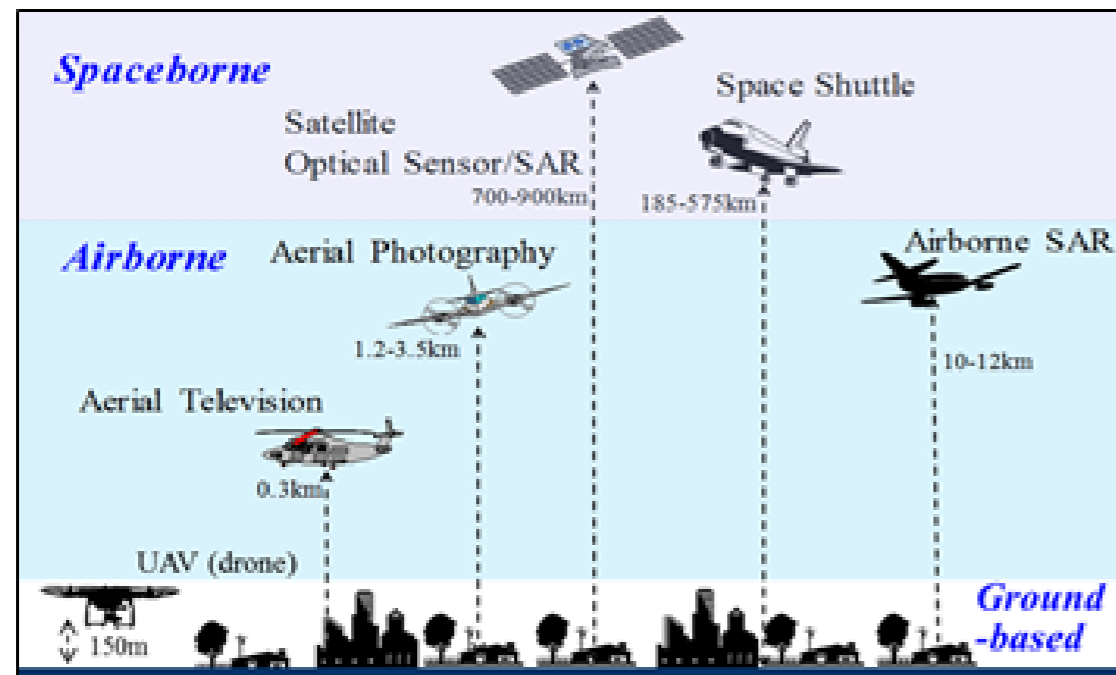 Spaceborne
Space Shuttle
Satellite
Optical Sensor/SAR
700-900km
185-575km
Airborne
Aerial Photography
Airborne SAR
1.2-3.5km
10-12km
Aerial Television
0.3km
UAV (drone)
150m
Ground
-based